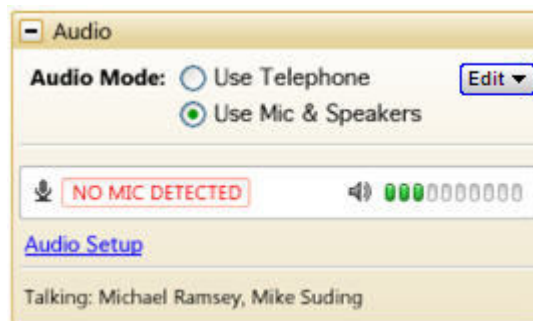 Audio
Audio Mode: Use Telephone Edit
Use Mic & Speakers
NO MIC DETECTED
Audio Setup
Talking: Michael Ramsey, Mike Suding